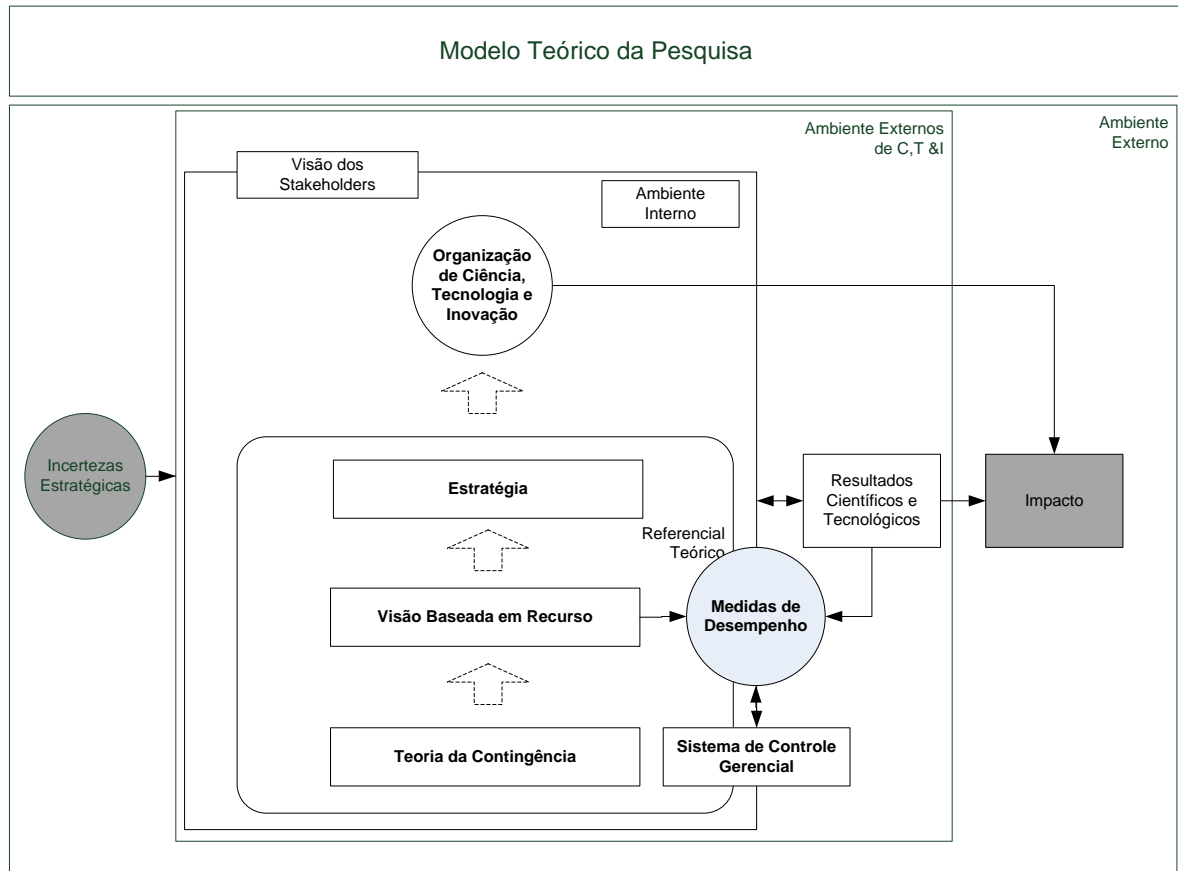 Modelo Teórico da Pesquisa
Ambiente Externos
de C,T &I
Ambiente
Externo
Visão dos
Stakeholders
Ambiente
Interno
Organização
de Ciência,
Tecnologia e
Inovação
Incertezas
Estratégicas
Estratégia
Resultados
Científicos e
Tecnológicos
Impacto
Referencial
Teórico
Visão Baseada em Recurso
Medidas de
Desempenho
Teoria da Contingência
Sistema de Controle
Gerencial